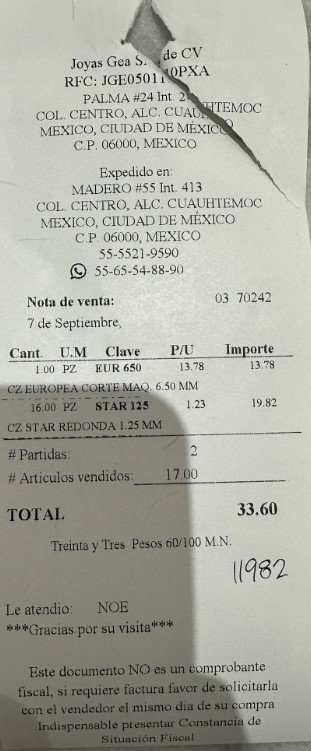 Joyas Gea S. de CV
RFC: JGE0501 0PXA
PALMA #24 Int. 2
COL. CENTRO, ALC. CUAUHTEMOC
MEXICO, CIUDAD DE MÉXICO
C.P. 06000, MEXICO
Expedido en:
MADERO #55 Int. 413
COL. CENTRO, ALC. CUAUHTEMOC
MEXICO, CIUDAD DE MÉXICO
C.P. 06000, MEXICO
55-5521-9590
55-65-54-88-90
Nota de venta: 03 70242
7 de Septiembre,
Cant. U.M Clave P/U Importe
1.00 PZ EUR 650 13.78 13.78
CZ EUROPEA CORTE MAQ. 6.50 MM
16.00 PZ STAR 125 1.23 19.82
CZ STAR REDONDA 1.25 MM
# Partidas: 2
# Articulos vendidos: 17.00
TOTAL 33.60
Treinta y Tres Pesos 60/100 M.N.
11982
Le atendio: NOE
***Gracias por su visita***
Este documento NO es un comprobante
fiscal, si requiere factura favor de solicitarla
con el vendedor el mismo dia de su compra
Indispensable presentar Constancia de
Situación Fiscal